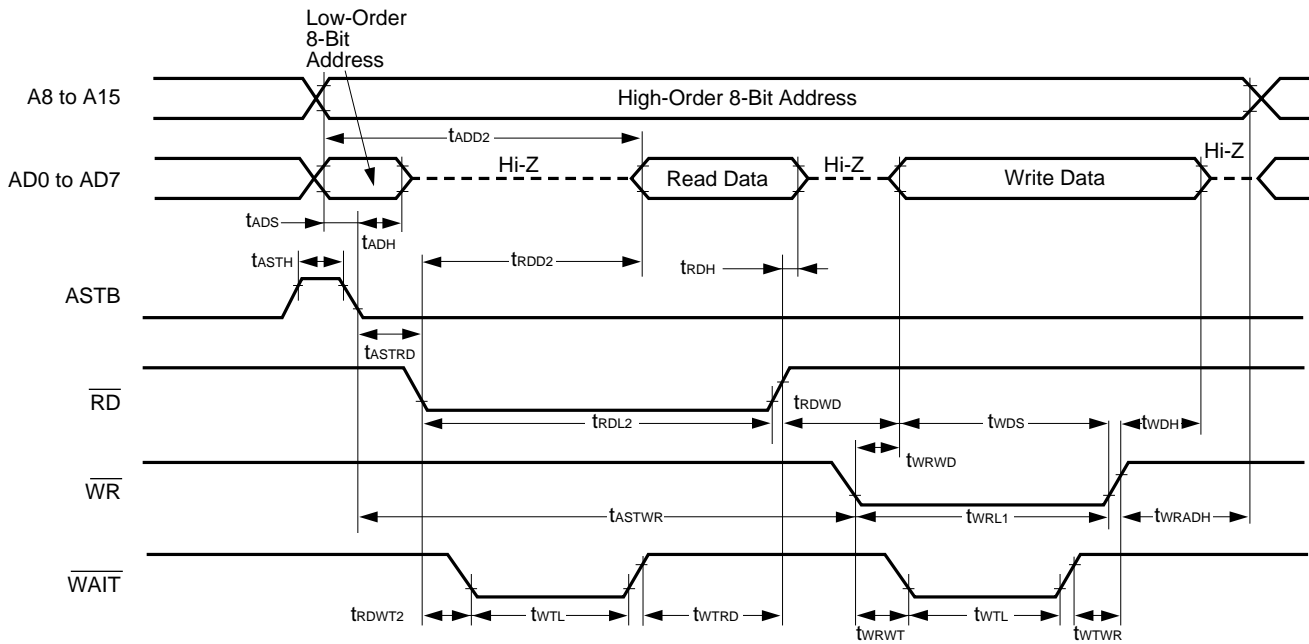 Low-Order
8-Bit
Address
A8 to A15
High-Order 8-Bit Address
tADD2
AD0 to AD7
Hi-Z
Read Data
Hi-Z
Write Data
Hi-Z
tADS
tADH
tASTH
tRDD2
tRDH
ASTB
tASTRD
RD
tRDL2
tRDWD
tWDS
tWDH
tWRWD
WR
tASTWR
tWRL1
tWRADH
WAIT
tRDWT2
tWTL
tWTRD
tWRWT
tWTL
tWTWR